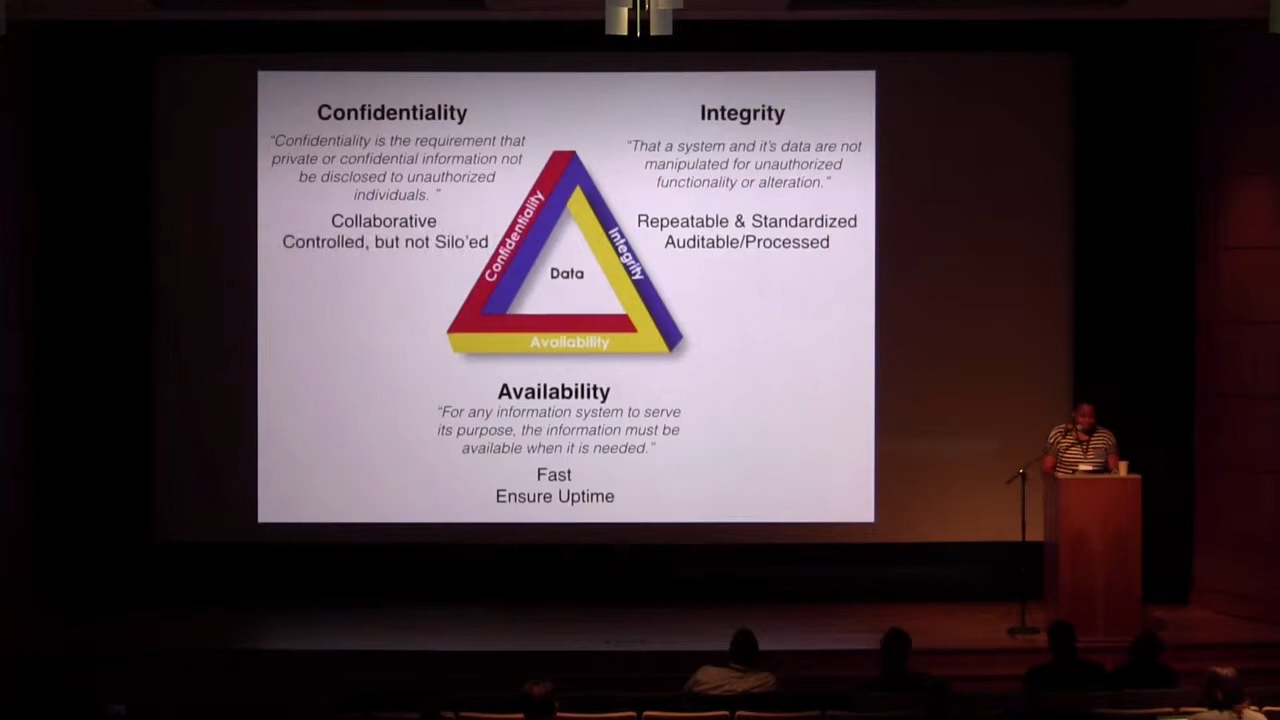 Confidentiality
“Confidentiality is the requirement that
private or confidential information not
be disclosed to unauthorized
individuals. ”
Collaborative
Controlled, but not Silo'ed
Integrity
“That a system and it's data are not
manipulated for unauthorized
functionality or alteration.”
Repeatable & Standardized
Auditable/Processed
Confidentiality
Integrity
Data
Availability
Availability
“For any information system to serve
its purpose, the information must be
available when it is needed.”
Fast
Ensure Uptime